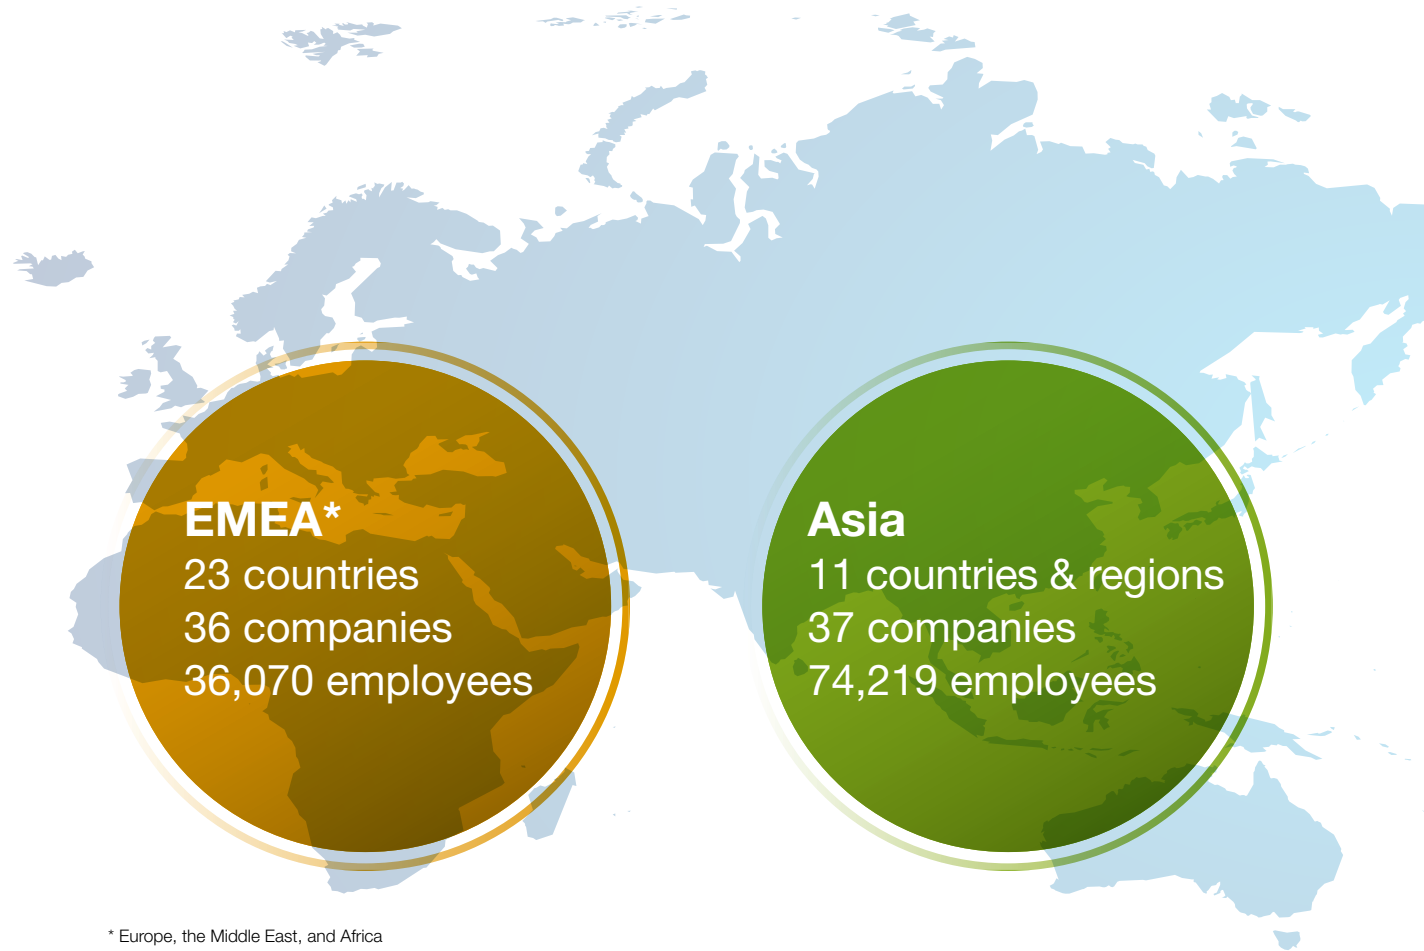 EMEA*
23 countries
36 companies
36,070 employees
Asia
11 countries & regions
37 companies
74,219 employees
* Europe, the Middle East, and Africa